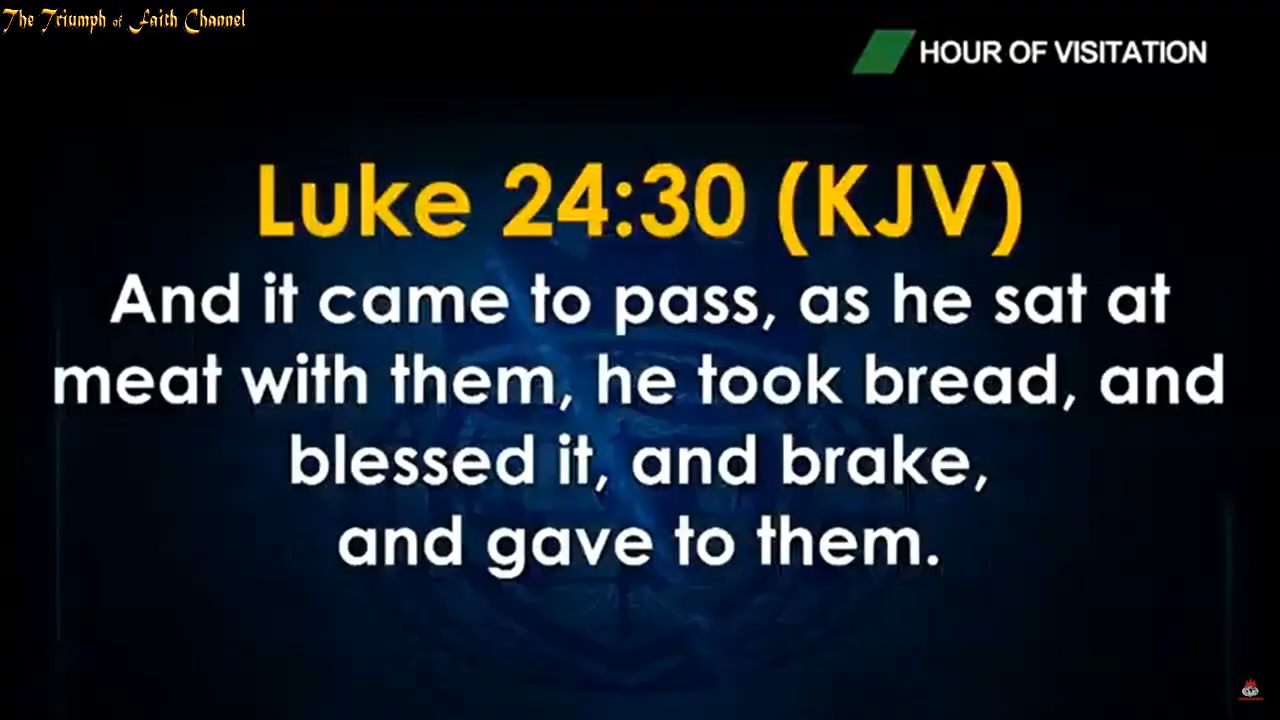 The Triumph of Faith Channel
HOUR OF VISITATION
Luke 24:30 (KJV)
And it came to pass, as he sat at
meat with them, he took bread, and
blessed it, and brake,
and gave to them.